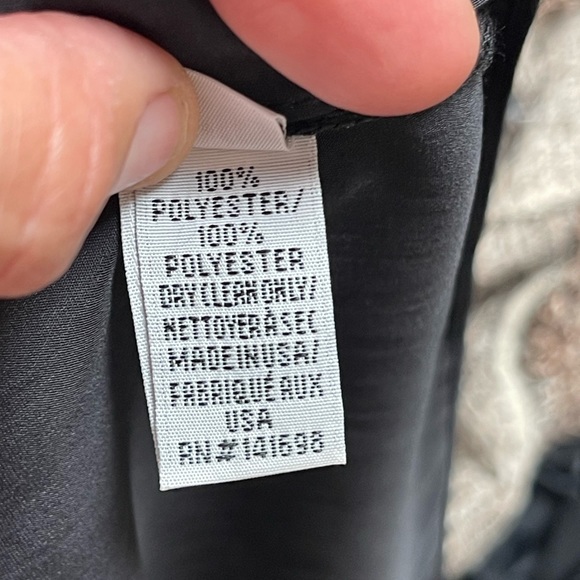 100%
POLYESTER/
100%
POLYESTER
DRY CLEAN ONLY/
NETTOYER À SEC
MADE IN USA/
FABRIQUÉ AUX
USA
RN#141698